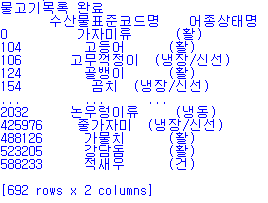 물고기목록 완료
수산물표준코드명 어종상태명
0 가자미류 (활)
104 고등어 (활)
106 고무꺽정이 (냉장/신선)
124 골뱅이 (활)
154 곰치 (냉장/신선)
... ... ...
2032 논우렁이류 (냉동)
425976 줄가자미 (냉장/신선)
488126 가물치 (활)
523205 갈담돔 (활)
588233 적새우 (건)
[692 rows x 2 columns]